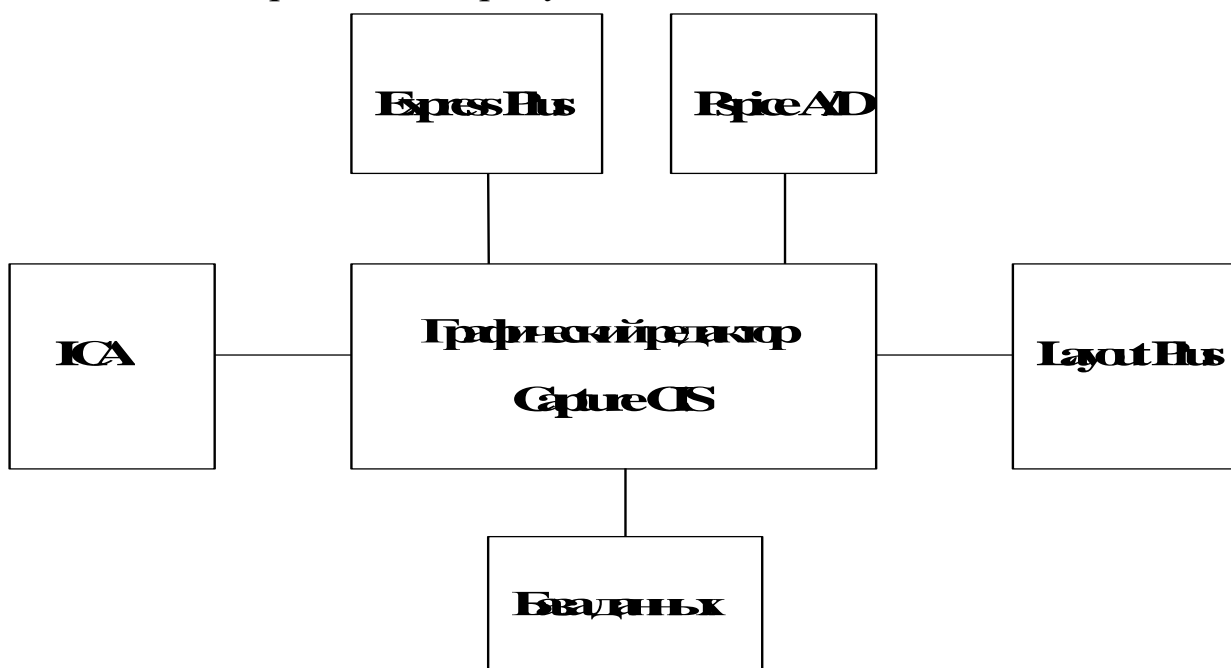 Express Plus
Pspice A/D
Графический редактор
Capture CIS
ICA
Layout Plus
База данных